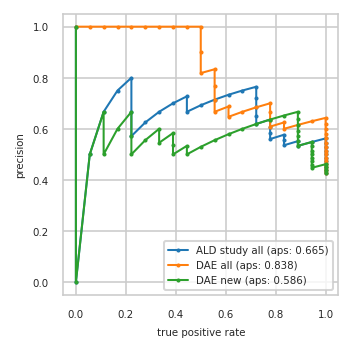 1.0
0.8
0.6
0.4
0.2
0.0
precision
ALD study all (aps: 0.665)
DAE all (aps: 0.838)
DAE new (aps: 0.586)
0.0 0.2 0.4 0.6 0.8 1.0
true positive rate